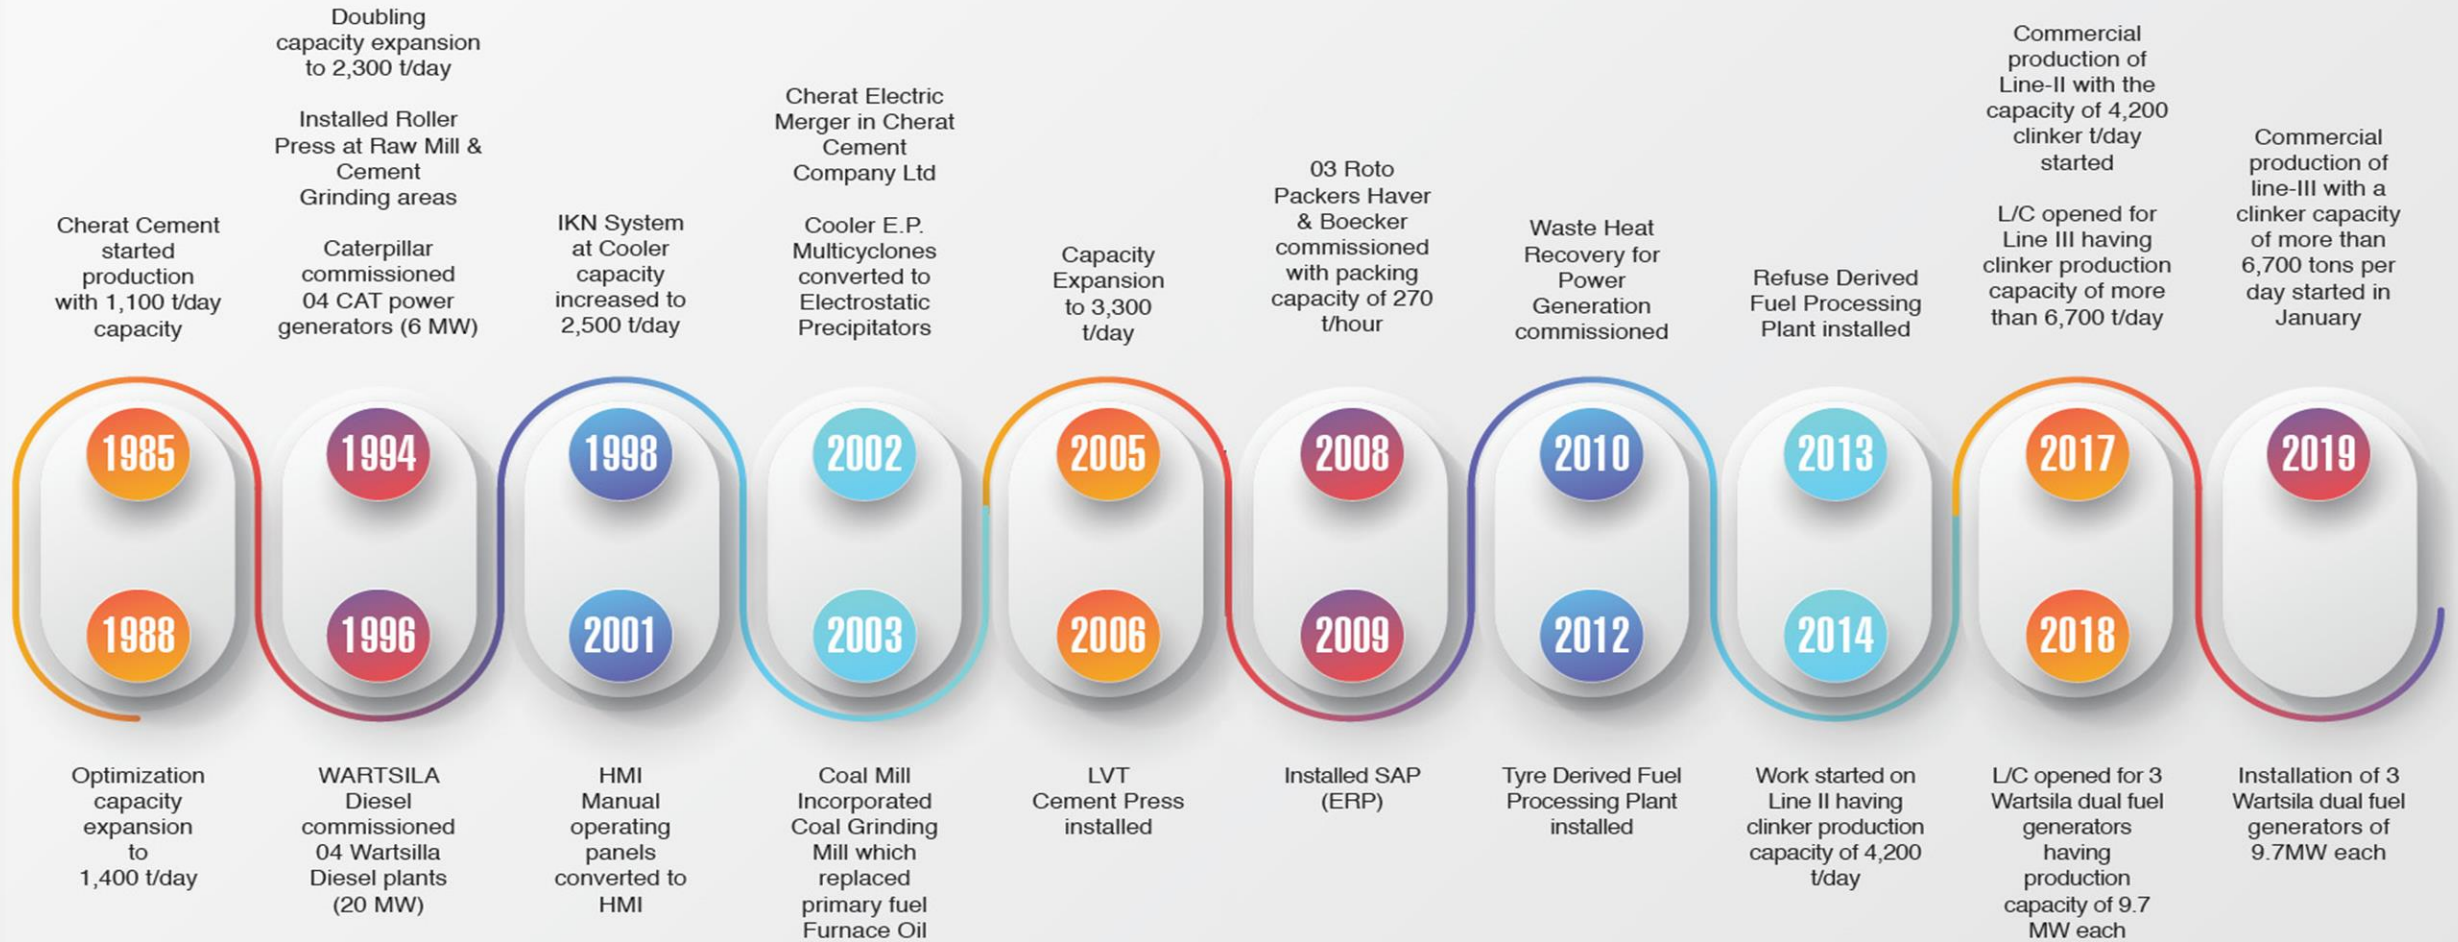 Cherat Cement
started
production
with 1,100 t/day
capacity
1985
1988
Optimization
capacity
expansion
to
1,400 t/day
Doubling
capacity expansion
to 2,300 t/day
Installed Roller
Press at Raw Mill &
Cement
Grinding areas
Caterpillar
commissioned
04 CAT power
generators (6 MW)
1994
1996
WARTSILA
Diesel
commissioned
04 Wartsilla
Diesel plants
(20 MW)
IKN System
at Cooler
capacity
increased to
2,500 t/day
1998
2001
HMI
Manual
operating
panels
converted to
HMI
Cherat Electric
Merger in Cherat
Cement
Company Ltd
Cooler E.P.
Multicyclones
converted to
Electrostatic
Precipitators
2002
2003
Coal Mill
Incorporated
Coal Grinding
Mill which
replaced
primary fuel
Furnace Oil
Capacity
Expansion
to 3,300
t/day
2005
2006
LVT
Cement Press
installed
03 Roto
Packers Haver
& Boecker
commissioned
with packing
capacity of 270
t/hour
2008
2009
Installed SAP
(ERP)
Waste Heat
Recovery for
Power
Generation
commissioned
2010
2012
Tyre Derived Fuel
Processing Plant
installed
Refuse Derived
Fuel Processing
Plant installed
2013
2014
Work started on
Line II having
clinker production
capacity of 4,200
t/day
Commercial
production of
Line-II with the
capacity of 4,200
clinker t/day
started
L/C opened for
Line III having
clinker production
capacity of more
than 6,700 t/day
2017
2018
L/C opened for 3
Wartsila dual fuel
generators
having
production
capacity of 9.7
MW each
Commercial
production of
line-III with a
clinker capacity
of more than
6,700 tons per
day started in
January
2019
Installation of 3
Wartsila dual fuel
generators of
9.7MW each